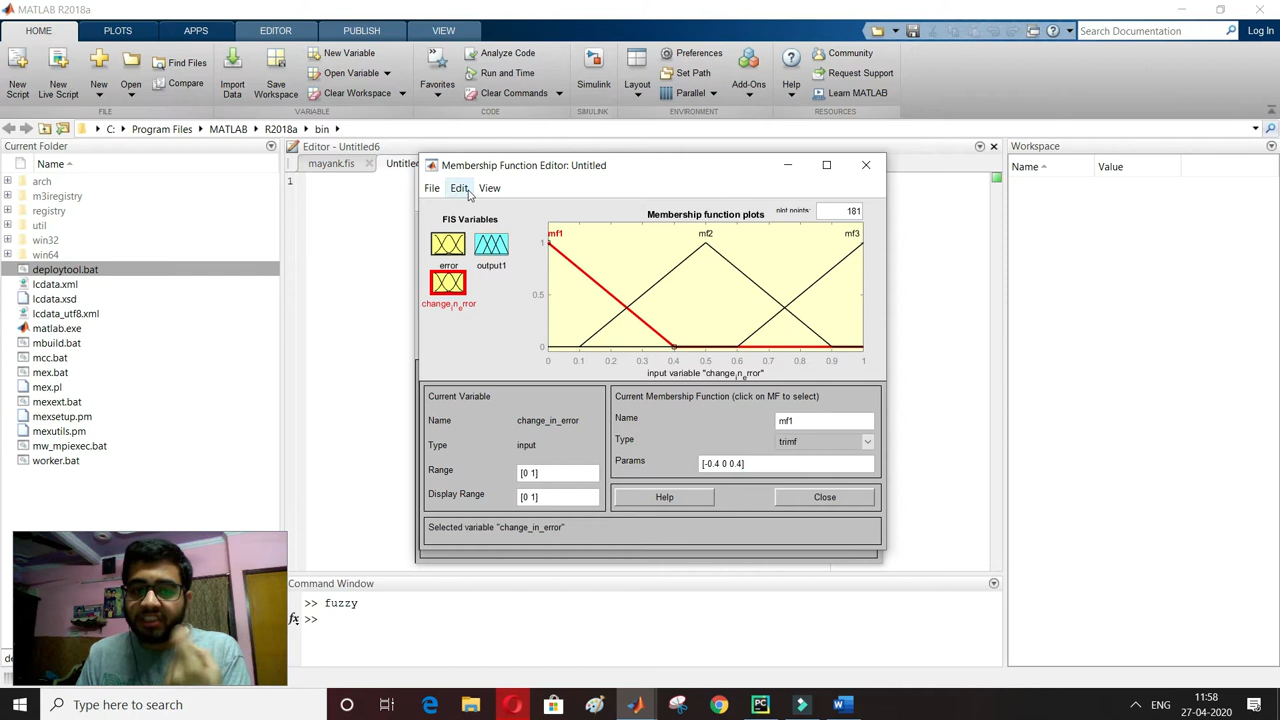 MATLAB R2018a
HOME PLOTS APPS EDITOR PUBLISH VIEW
Search Documentation
Log In
New Script
New Live Script
New
Open
Find Files
Compare
Import Data
Save Workspace
New Variable
Open Variable
Clear Workspace
Favorites
Analyze Code
Run and Time
Clear Commands
Simulink
Layout
Preferences
Set Path
Parallel
Add-Ons
Help
Community
Request Support
Learn MATLAB
FILE VARIABLE CODE SIMULINK ENVIRONMENT RESOURCES
C: Program Files MATLAB R2018a bin
Current Folder
Name
arch
m3iregistry
registry
util
win32
win64
deploytool.bat
lcdata.xml
lcdata.xsd
lcdata_utf8.xml
matlab.exe
mbuild.bat
mcc.bat
mex.bat
mex.pl
mexext.bat
mexsetup.pm
mexutils.pm
mw_mpiexec.bat
worker.bat
Editor - Untitled6
mayank.fis
1
Membership Function Editor: Untitled
File Edit View
FIS Variables
error
output1
change_in_error
Membership function plots
plot points:
181
mf1 mf2 mf3
1
0.5
0
0 0.1 0.2 0.3 0.4 0.5 0.6 0.7 0.8 0.9 1
input variable "change_in_error"
Current Variable
Name change_in_error
Type input
Range [0 1]
Display Range [0 1]
Current Membership Function (click on MF to select)
Name mf1
Type trimf
Params [-0.4 0 0.4]
Help Close
Selected variable "change_in_error"
Workspace
Name Value
Command Window
>> fuzzy
fx >>
Type here to search
ENG
11:58
27-04-2020